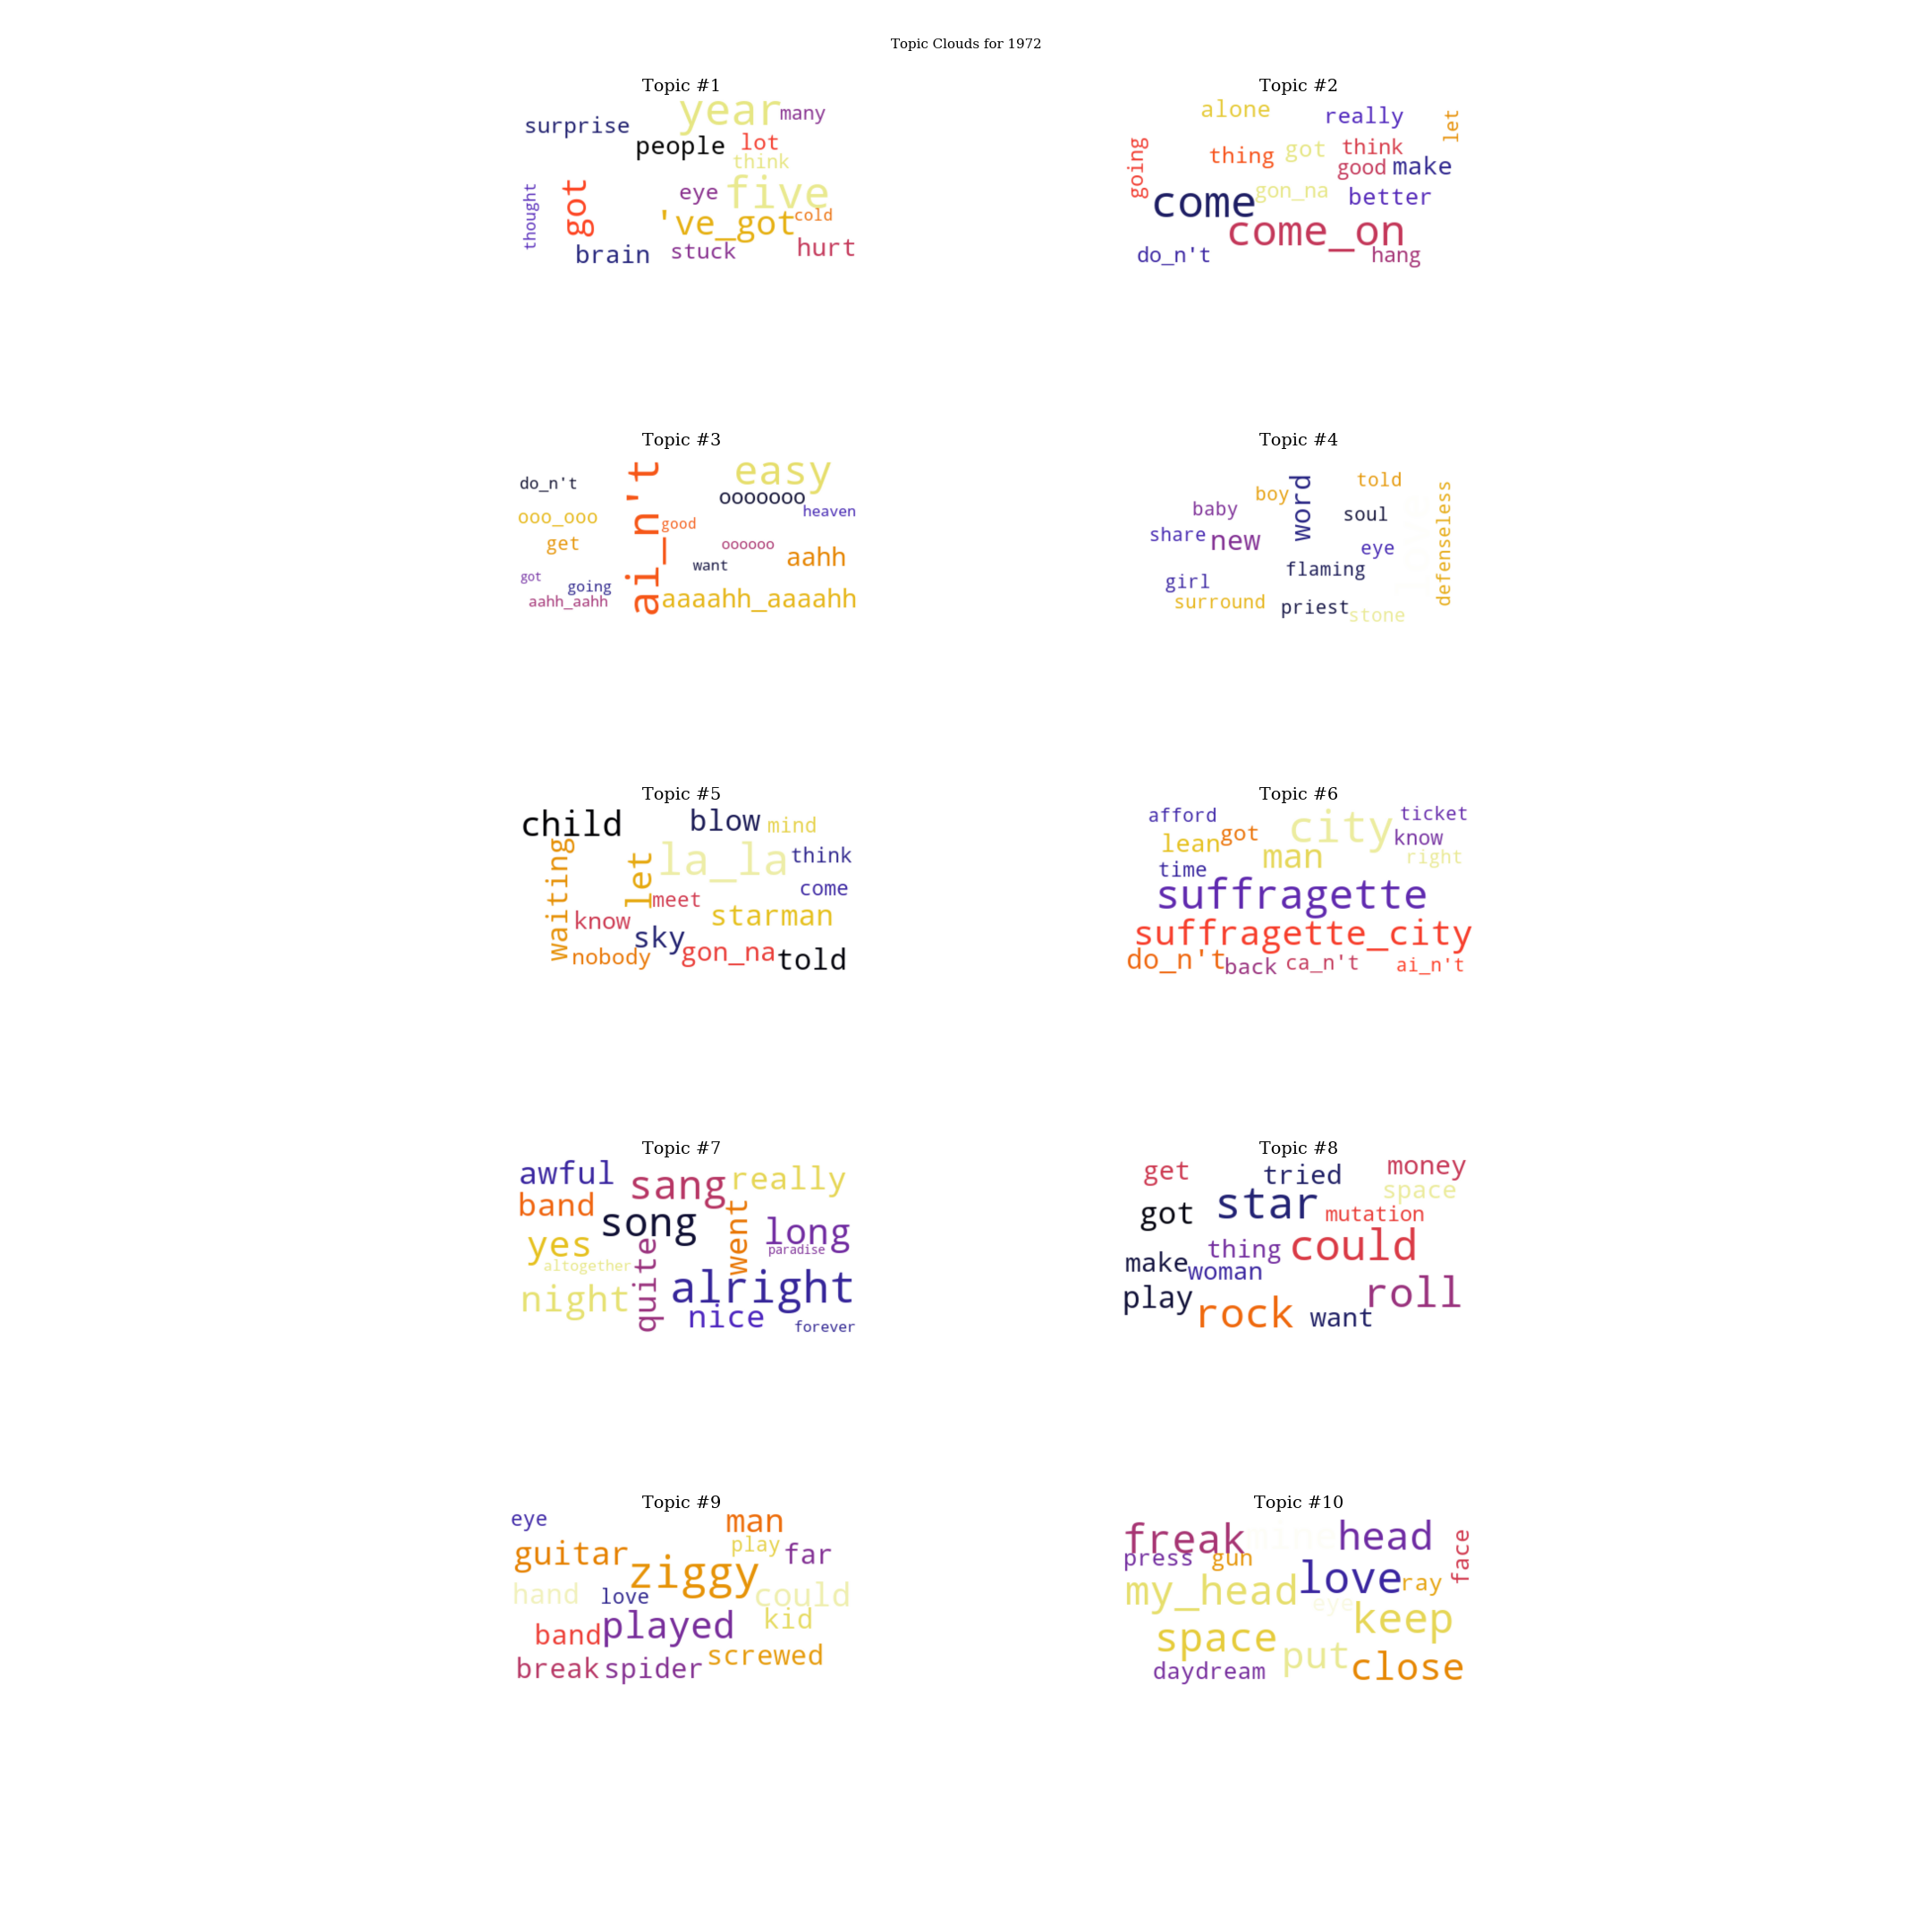 Topic Clouds for 1972
Topic #1
year
many
surprise
people
lot
think
thought
got
eye
five
've_got
cold
brain
stuck
hurt
Topic #2
alone
really
let
going
thing
got
think
good
make
come
gon_na
better
come_on
do_n't
hang
Topic #3
do_n't
ai_n't
easy
ooooooo
heaven
ooo_ooo
good
get
oooooo
aahh
want
got
going
aahh_aahh
aaaahh_aaaahh
Topic #4
told
boy
word
baby
soul
defenseless
share
new
eye
flaming
girl
surround
priest
stone
Topic #5
child
blow
mind
waiting
let
la_la
think
come
meet
know
starman
sky
nobody
gon_na
told
Topic #6
afford
city
ticket
lean
got
know
man
right
time
suffragette
suffragette_city
do_n't
back
ca_n't
ai_n't
Topic #7
awful
sang
really
band
song
went
long
yes
quite
paradise
altogether
night
alright
nice
forever
Topic #8
get
tried
money
space
got
star
mutation
thing
could
make
woman
play
roll
rock
want
Topic #9
eye
man
guitar
play
far
ziggy
hand
love
could
kid
band
played
screwed
break
spider
Topic #10
freak
mine
head
face
press
gun
love
ray
my_head
eye
keep
space
put
close
daydream